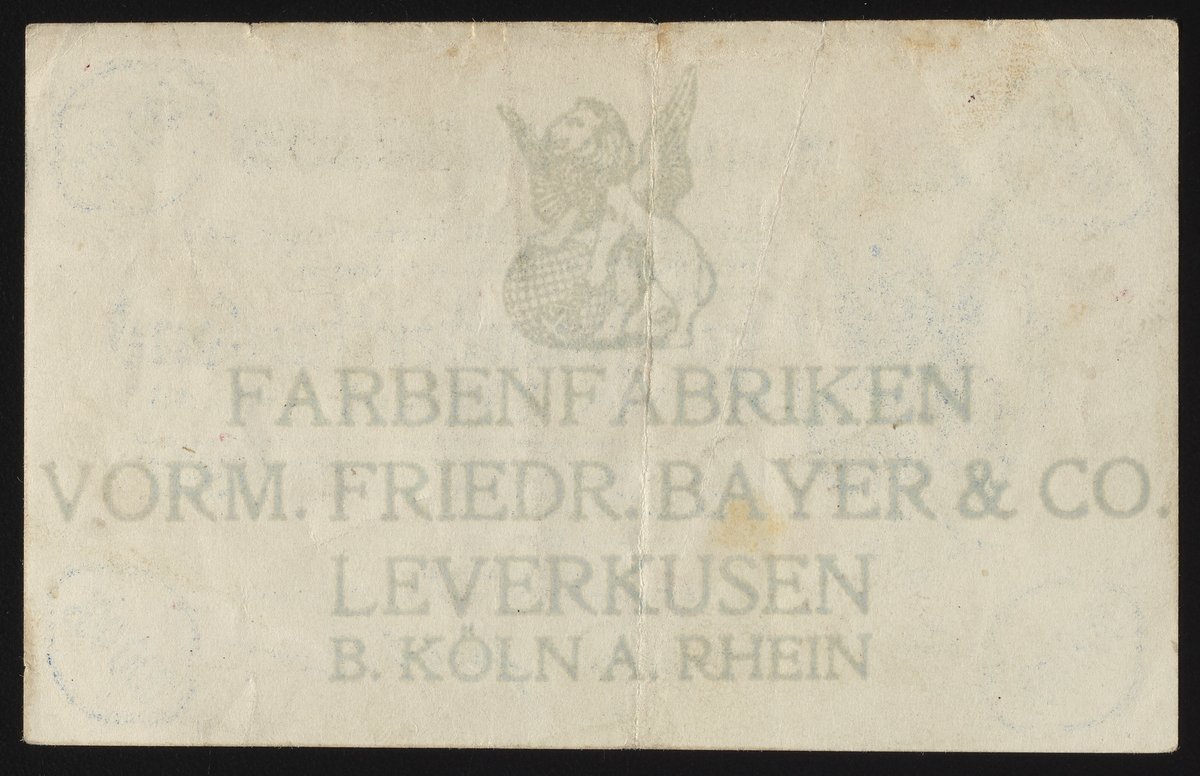 FARBENFABRIKEN
VORM. FRIEDR. BAYER & CO.
LEVERKUSEN
B. KÖLN A. RHEIN